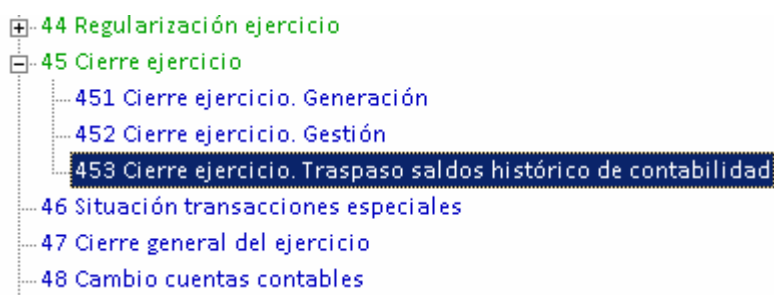 44 Regularización ejercicio
45 Cierre ejercicio
451 Cierre ejercicio. Generación
452 Cierre ejercicio. Gestión
453 Cierre ejercicio. Traspaso saldos histórico de contabilidad
46 Situación transacciones especiales
47 Cierre general del ejercicio
48 Cambio cuentas contables